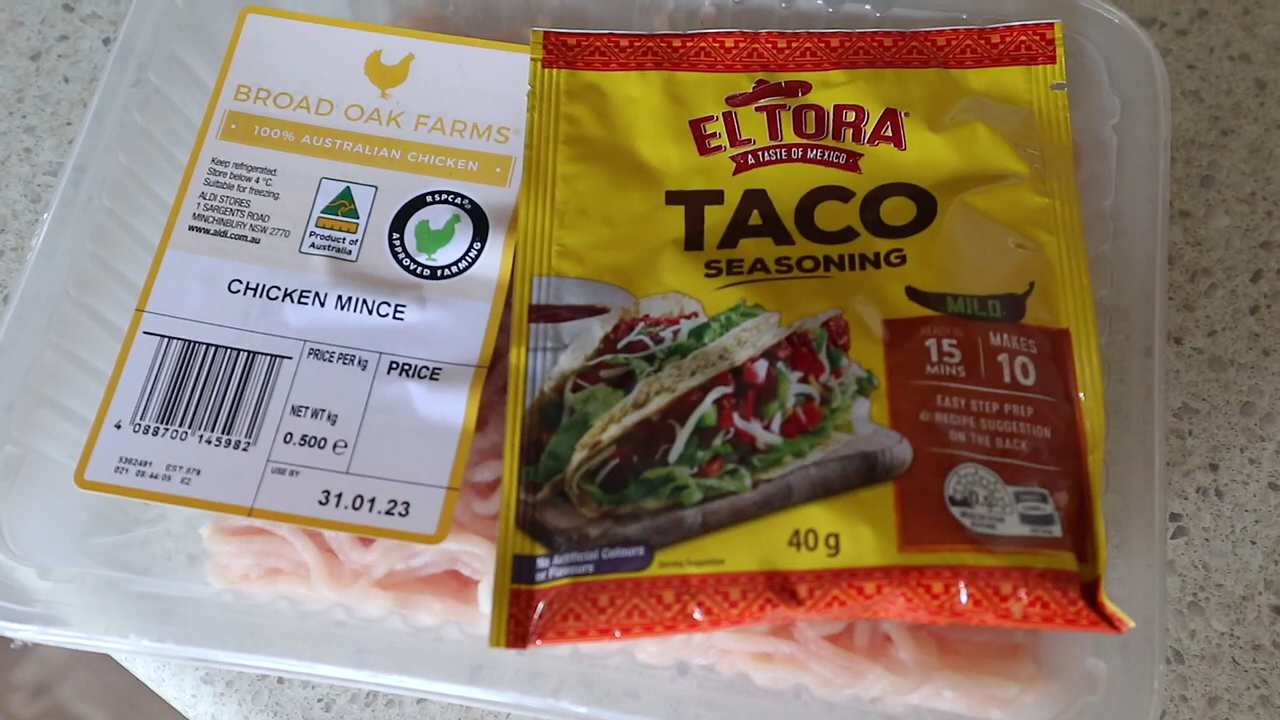 BROAD OAK FARMS
100% AUSTRALIAN CHICKEN
Keep refrigerated.
Store below 4 °C.
Suitable for freezing.
ALDI STORES
1 SARGENTS ROAD
MINCHINBURY NSW 2770
www.aldi.com.au
Product of
Australia
RSPCA
APPROVED FARMING
CHICKEN MINCE
PRICE PER kg
PRICE
NET WT kg
0.500 e
4 088700 145982
USE BY
31.01.23
EL TORA®
A TASTE OF MEXICO
TACO
SEASONING
MILD
READY IN
15
MINS
MAKES
10
EASY STEP PREP
& RECIPE SUGGESTION
ON THE BACK
40 g
No Artificial Colours
or Flavours
Serving Suggestion